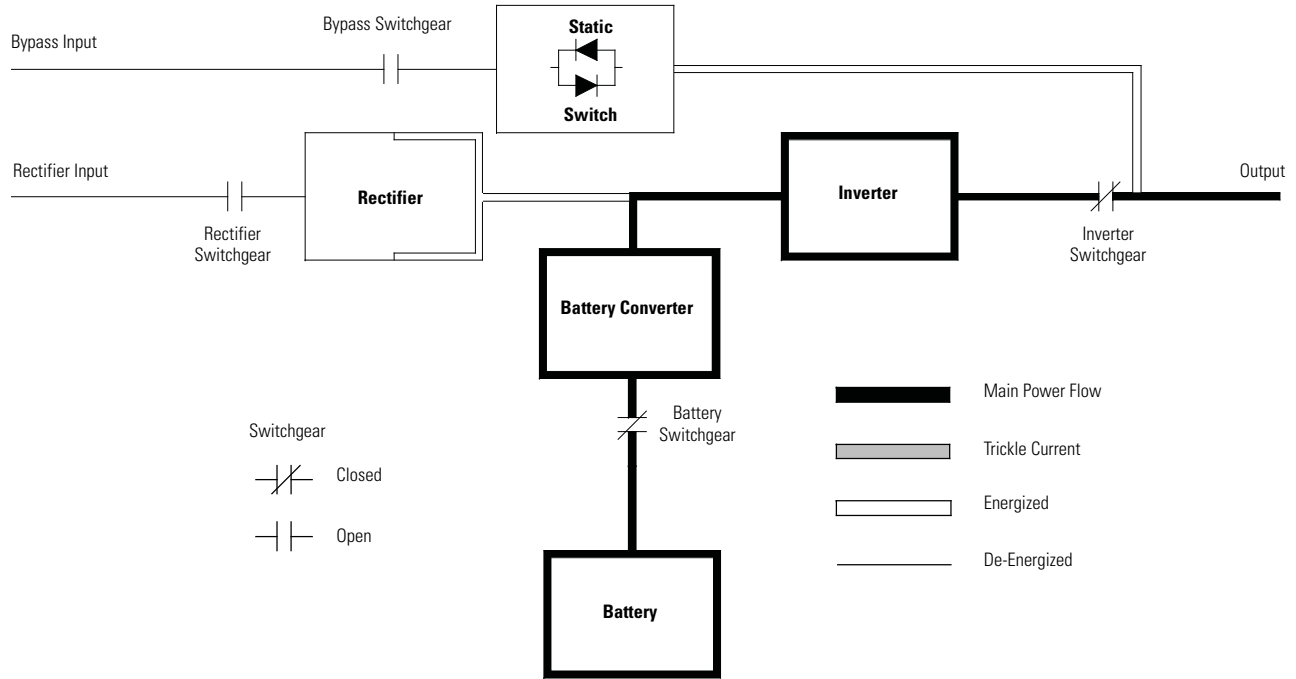 Bypass Input
Bypass Switchgear
Static
Switch
Rectifier Input
Rectifier
Switchgear
Rectifier
Inverter
Inverter
Switchgear
Output
Battery Converter
Battery
Switchgear
Battery
Switchgear
Closed
Open
Main Power Flow
Trickle Current
Energized
De-Energized